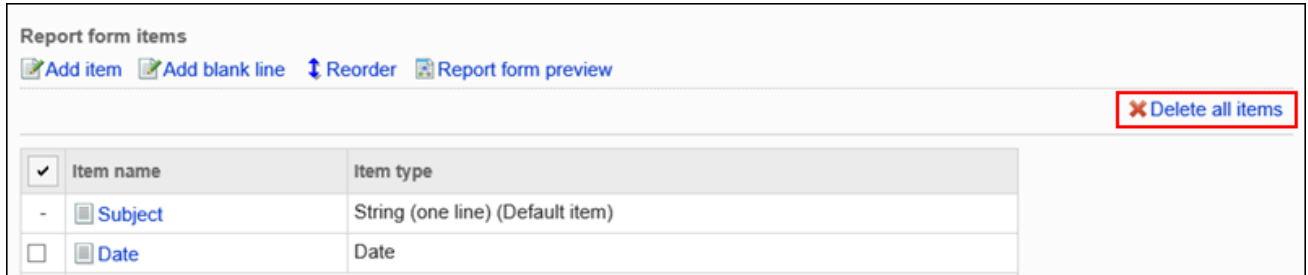 Report form items
Add item Add blank line Reorder Report form preview
Delete all items
Item name Item type
- Subject String (one line) (Default item)
Date Date